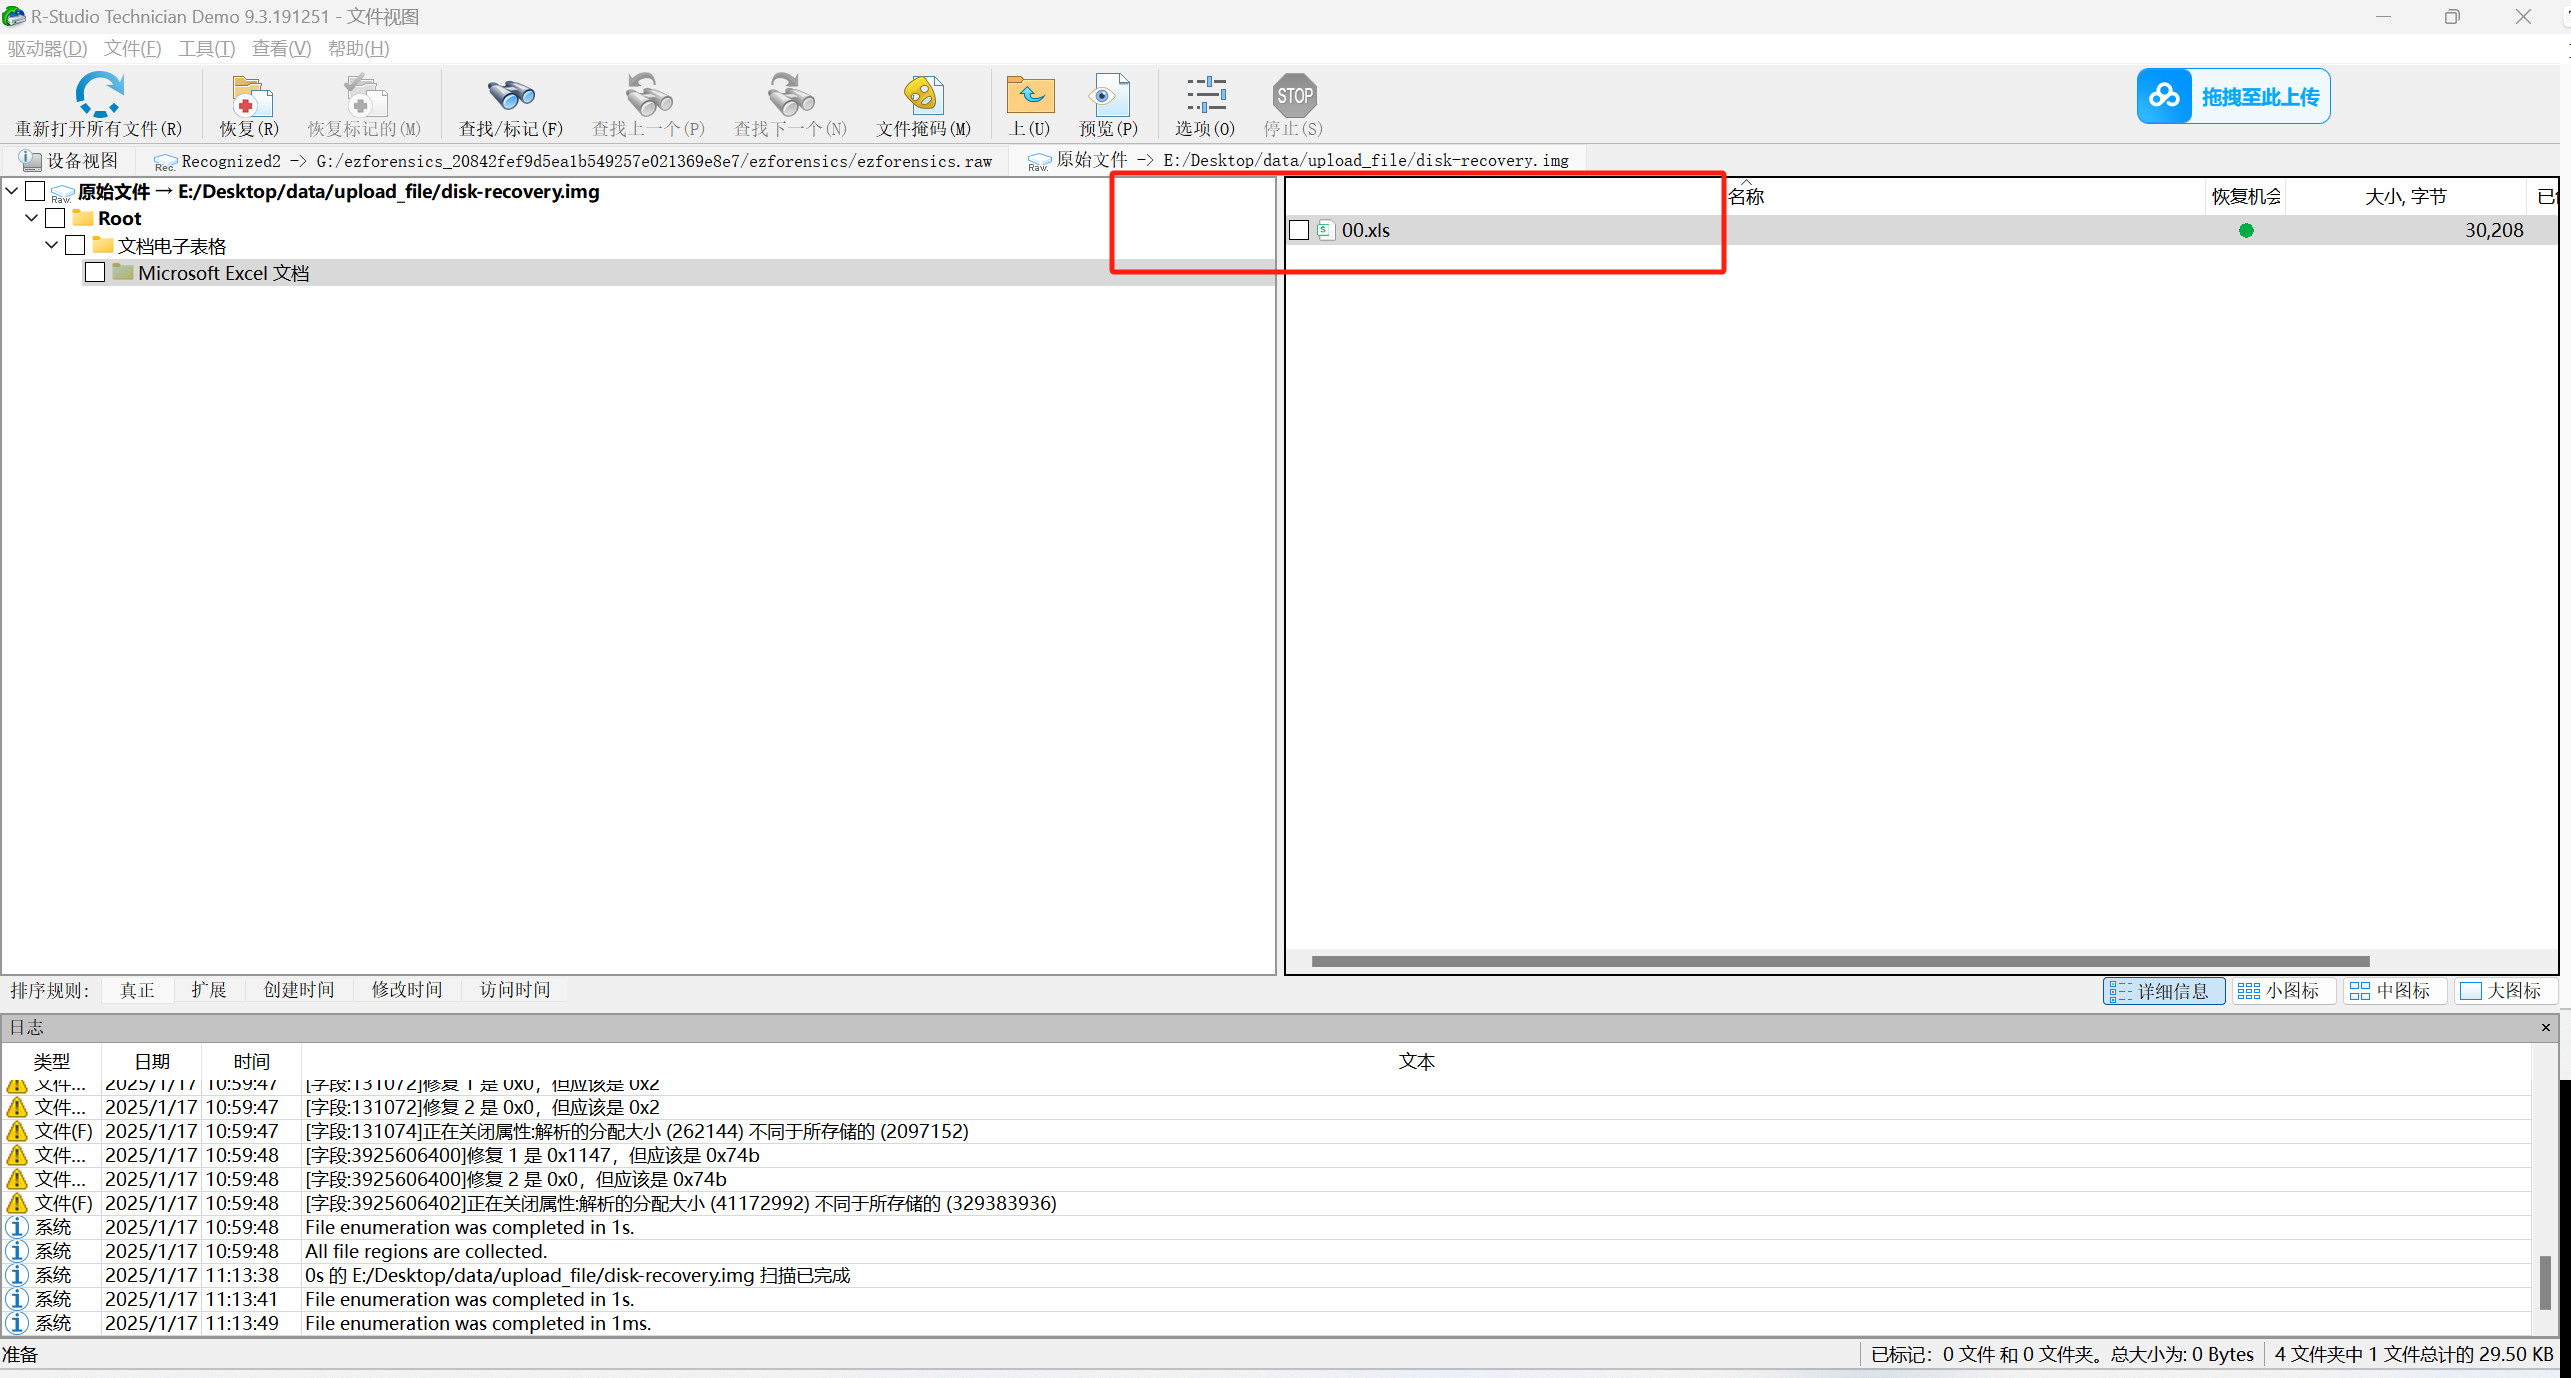 R-Studio Technician Demo 9.3.191251 - 文件视图
驱动器(D) 文件(F) 工具(T) 查看(V) 帮助(H)
重新打开所有文件(R) 恢复(R) 恢复标记的(M) 查找/标记(F) 查找上一个(P) 查找下一个(N) 文件掩码(M) 上(U) 预览(P) 选项(O) STOP 停止(S) 拖拽至此上传
设备视图 Rec. Recognized2 -> G:/ezforensics_20842fef9d5ea1b549257e021369e8e7/ezforensics/ezforensics.raw Raw. 原始文件 -> E:/Desktop/data/upload_file/disk-recovery.img
Raw. 原始文件 → E:/Desktop/data/upload_file/disk-recovery.img
Root
文档电子表格
Microsoft Excel 文档
名称 恢复机会 大小, 字节
00.xls 30,208
排序规则: 真正 扩展 创建时间 修改时间 访问时间 详细信息 小图标 中图标 大图标
日志
类型 日期 时间 文本
文件... 2025/1/17 10:59:47 [字段:131072]修复 1 是 0x0，但应该是 0x2
文件... 2025/1/17 10:59:47 [字段:131072]修复 2 是 0x0，但应该是 0x2
文件(F) 2025/1/17 10:59:47 [字段:131074]正在关闭属性:解析的分配大小 (262144) 不同于所存储的 (2097152)
文件... 2025/1/17 10:59:48 [字段:3925606400]修复 1 是 0x1147，但应该是 0x74b
文件... 2025/1/17 10:59:48 [字段:3925606400]修复 2 是 0x0，但应该是 0x74b
文件(F) 2025/1/17 10:59:48 [字段:3925606402]正在关闭属性:解析的分配大小 (41172992) 不同于所存储的 (329383936)
系统 2025/1/17 10:59:48 File enumeration was completed in 1s.
系统 2025/1/17 10:59:48 All file regions are collected.
系统 2025/1/17 11:13:38 0s 的 E:/Desktop/data/upload_file/disk-recovery.img 扫描已完成
系统 2025/1/17 11:13:41 File enumeration was completed in 1s.
系统 2025/1/17 11:13:49 File enumeration was completed in 1ms.
准备 已标记: 0 文件 和 0 文件夹。总大小为: 0 Bytes 4 文件夹中 1 文件总计的 29.50 KB